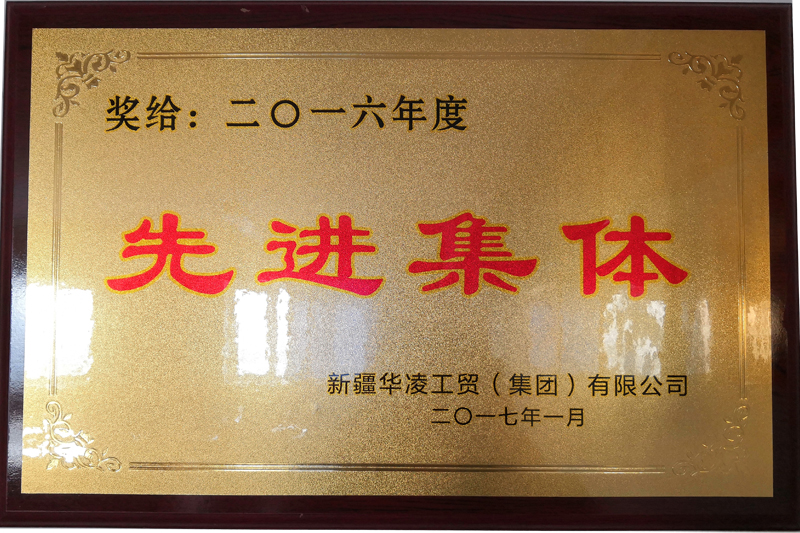 奖给：二〇一六年度
先进集体
新疆华凌工贸（集团）有限公司
二〇一七年一月